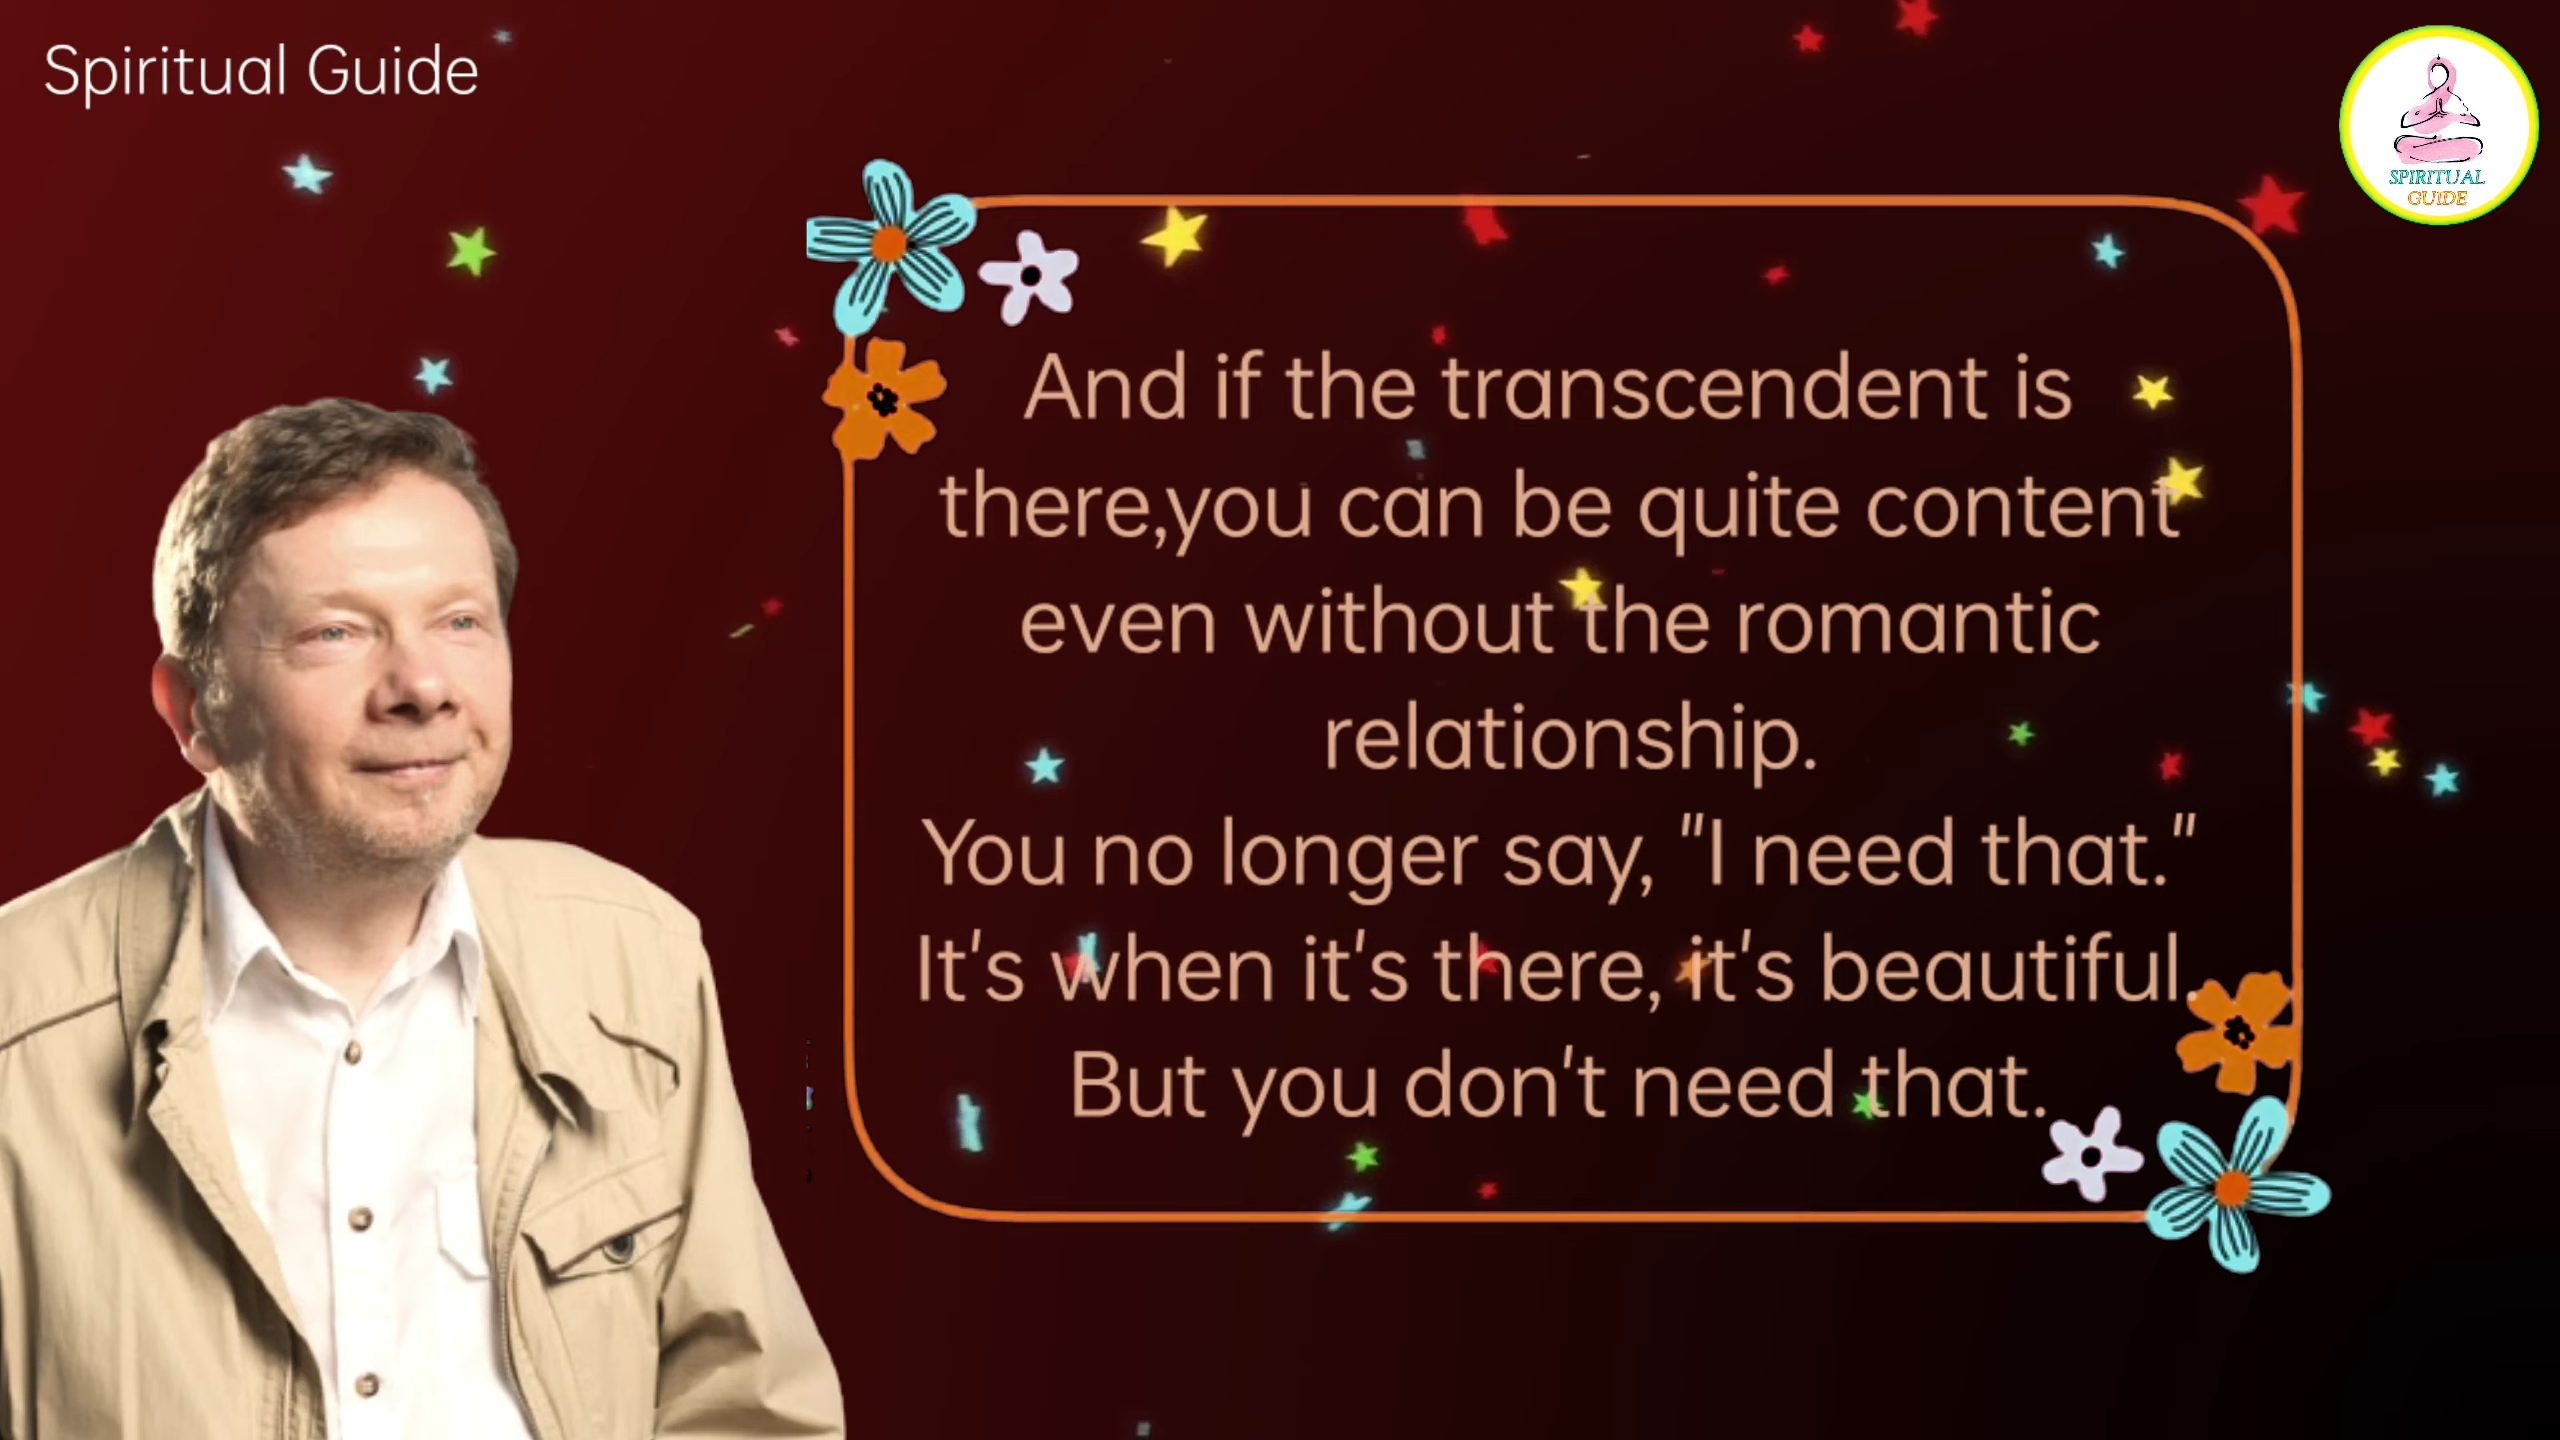 Spiritual Guide
SPIRITUAL
GUIDE
And if the transcendent is
there,you can be quite content
even without the romantic
relationship.
You no longer say, "I need that."
It's when it's there, it's beautiful.
But you don't need that.